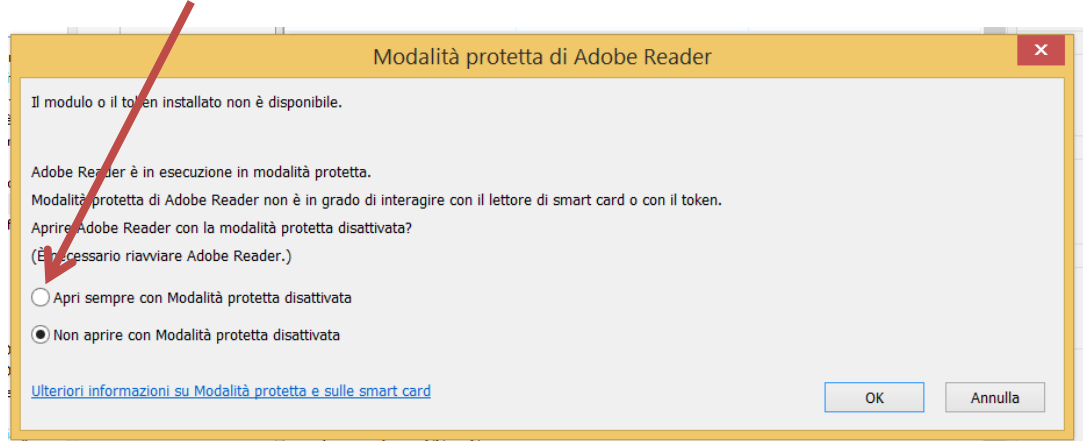 Modalità protetta di Adobe Reader
Il modulo o il token installato non è disponibile.
Adobe Reader è in esecuzione in modalità protetta.
Modalità protetta di Adobe Reader non è in grado di interagire con il lettore di smart card o con il token.
Aprire Adobe Reader con la modalità protetta disattivata?
(È necessario riavviare Adobe Reader.)
Apri sempre con Modalità protetta disattivata
Non aprire con Modalità protetta disattivata
Ulteriori informazioni su Modalità protetta e sulle smart card
OK Annulla